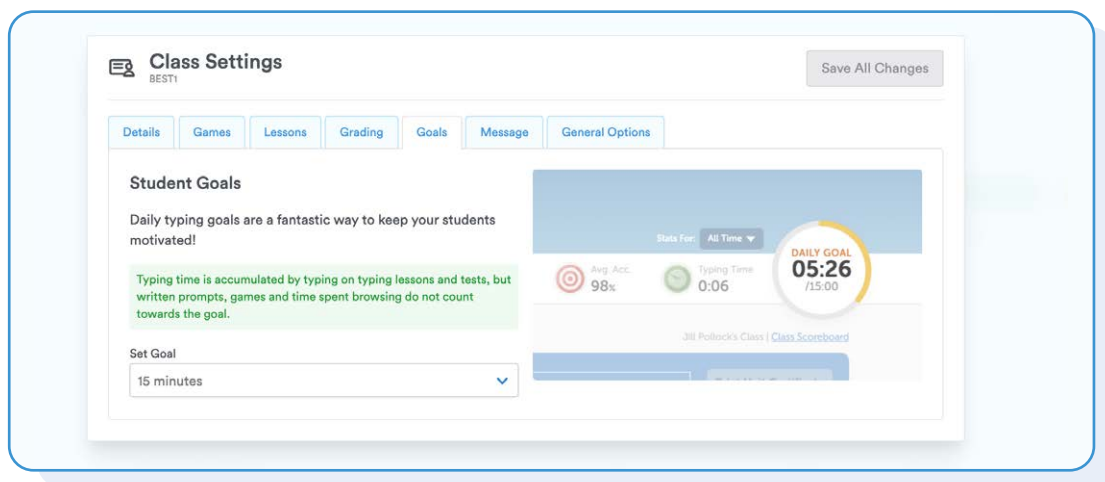 Class Settings
BEST1
Save All Changes
Details
Games
Lessons
Grading
Goals
Message
General Options
Student Goals
Daily typing goals are a fantastic way to keep your students
motivated!
Typing time is accumulated by typing on typing lessons and tests, but
written prompts, games and time spent browsing do not count
towards the goal.
Set Goal
15 minutes
Stats For: All Time
DAILY GOAL
05:26
/15:00
Avg. Acc.
98%
Typing Time
0:06
Jill Pollock's Class | Class Scoreboard